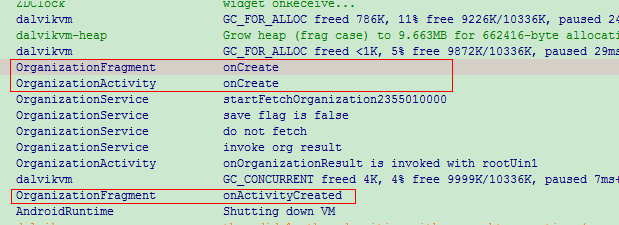 ZDClock widget onReceive...
dalvikvm GC_FOR_ALLOC freed 786K, 11% free 9226K/10336K, paused 24
dalvikvm-heap Grow heap (frag case) to 9.663MB for 662416-byte allocati
dalvikvm GC_FOR_ALLOC freed <1K, 5% free 9872K/10336K, paused 29ms
OrganizationFragment onCreate
OrganizationActivity onCreate
OrganizationService startFetchOrganization2355010000
OrganizationService save flag is false
OrganizationService do not fetch
OrganizationService invoke org result
OrganizationActivity onOrganizationResult is invoked with rootUin1
dalvikvm GC_CONCURRENT freed 4K, 4% free 9999K/10336K, paused 7ms+
OrganizationFragment onActivityCreated
AndroidRuntime Shutting down VM